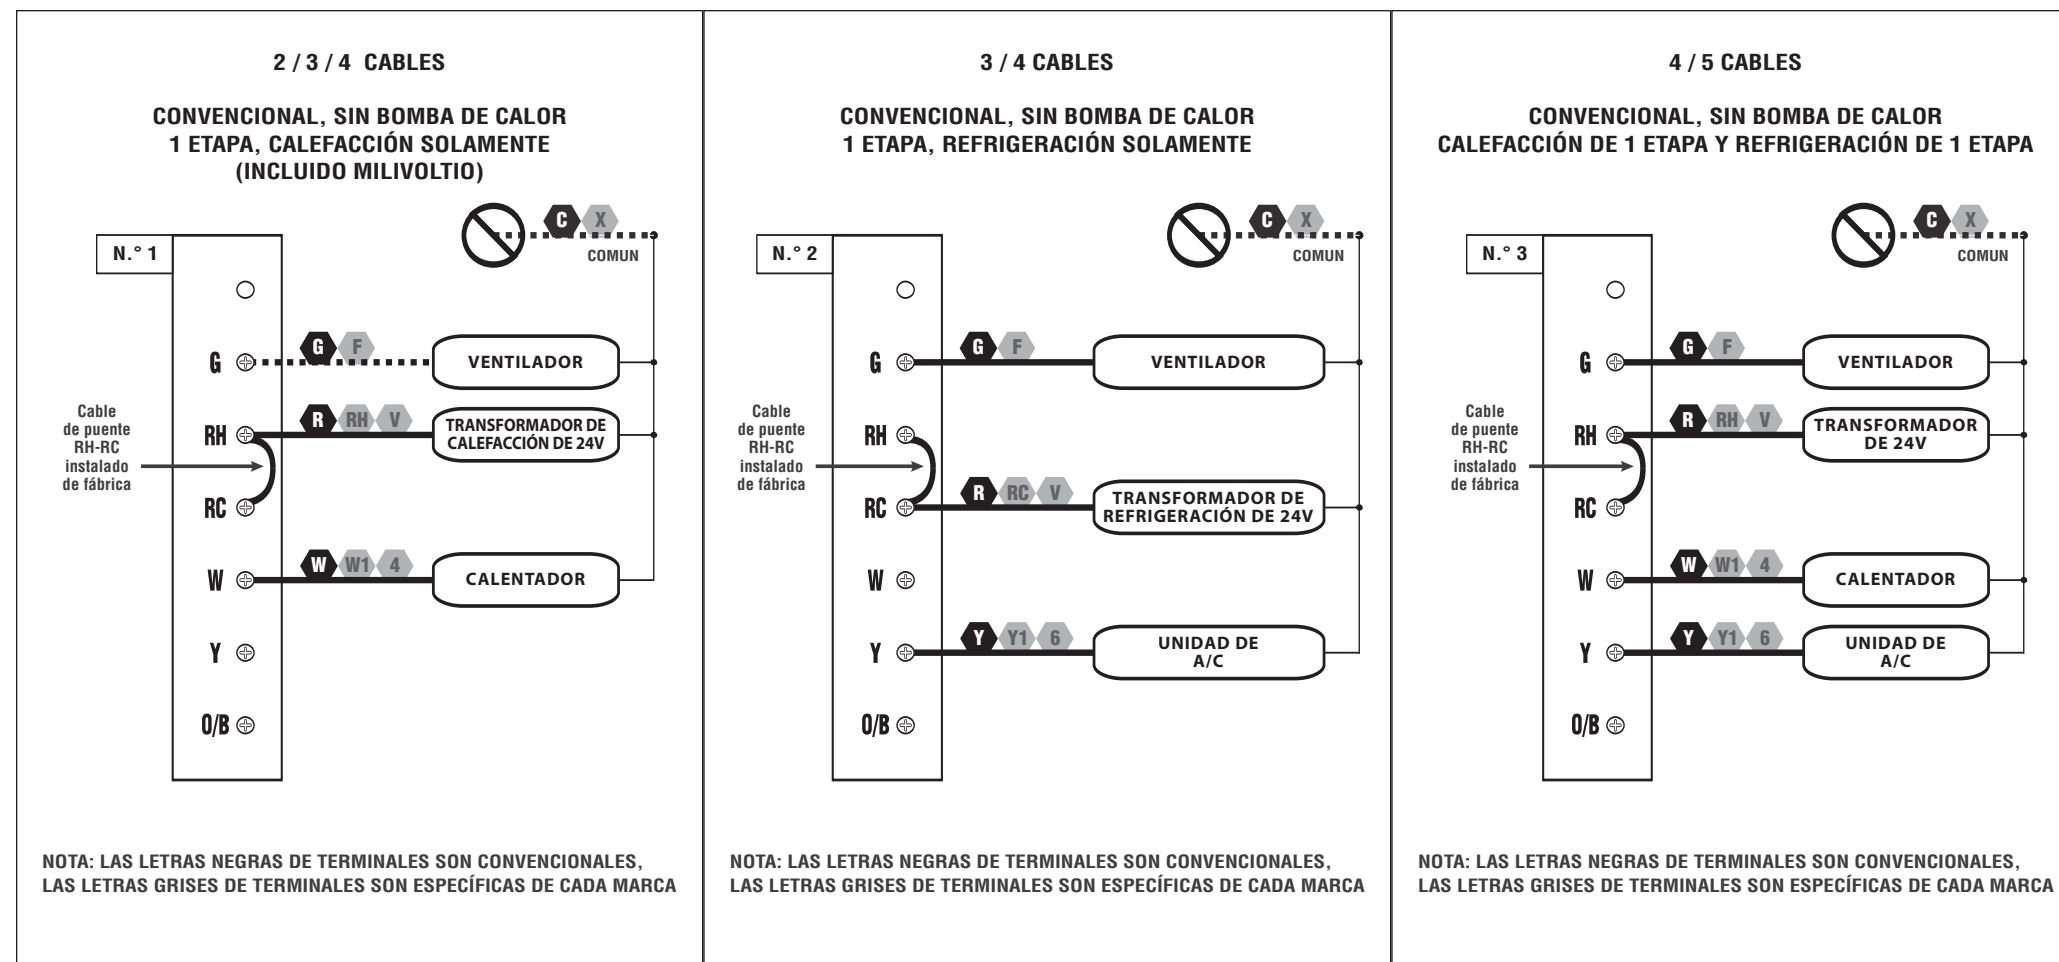 2 / 3 / 4 CABLES
CONVENCIONAL, SIN BOMBA DE CALOR
1 ETAPA, CALEFACCIÓN SOLAMENTE
(INCLUIDO MILIVOLTIO)
C X
COMUN
N.° 1
G F
G
VENTILADOR
Cable
de puente
RH-RC
instalado
de fábrica
R RH V
RH
TRANSFORMADOR DE
CALEFACCIÓN DE 24V
RC
W W1 4
W
CALENTADOR
Y
O/B
NOTA: LAS LETRAS NEGRAS DE TERMINALES SON CONVENCIONALES,
LAS LETRAS GRISES DE TERMINALES SON ESPECÍFICAS DE CADA MARCA
3 / 4 CABLES
CONVENCIONAL, SIN BOMBA DE CALOR
1 ETAPA, REFRIGERACIÓN SOLAMENTE
C X
COMUN
N.° 2
G F
G
VENTILADOR
Cable
de puente
RH-RC
instalado
de fábrica
RH
R RC V
RC
TRANSFORMADOR DE
REFRIGERACIÓN DE 24V
W
Y Y1 6
Y
UNIDAD DE
A/C
O/B
NOTA: LAS LETRAS NEGRAS DE TERMINALES SON CONVENCIONALES,
LAS LETRAS GRISES DE TERMINALES SON ESPECÍFICAS DE CADA MARCA
4 / 5 CABLES
CONVENCIONAL, SIN BOMBA DE CALOR
CALEFACCIÓN DE 1 ETAPA Y REFRIGERACIÓN DE 1 ETAPA
C X
COMUN
N.° 3
G F
G
VENTILADOR
Cable
de puente
RH-RC
instalado
de fábrica
R RH V
RH
TRANSFORMADOR
DE 24V
RC
W W1 4
W
CALENTADOR
Y Y1 6
Y
UNIDAD DE
A/C
O/B
NOTA: LAS LETRAS NEGRAS DE TERMINALES SON CONVENCIONALES,
LAS LETRAS GRISES DE TERMINALES SON ESPECÍFICAS DE CADA MARCA